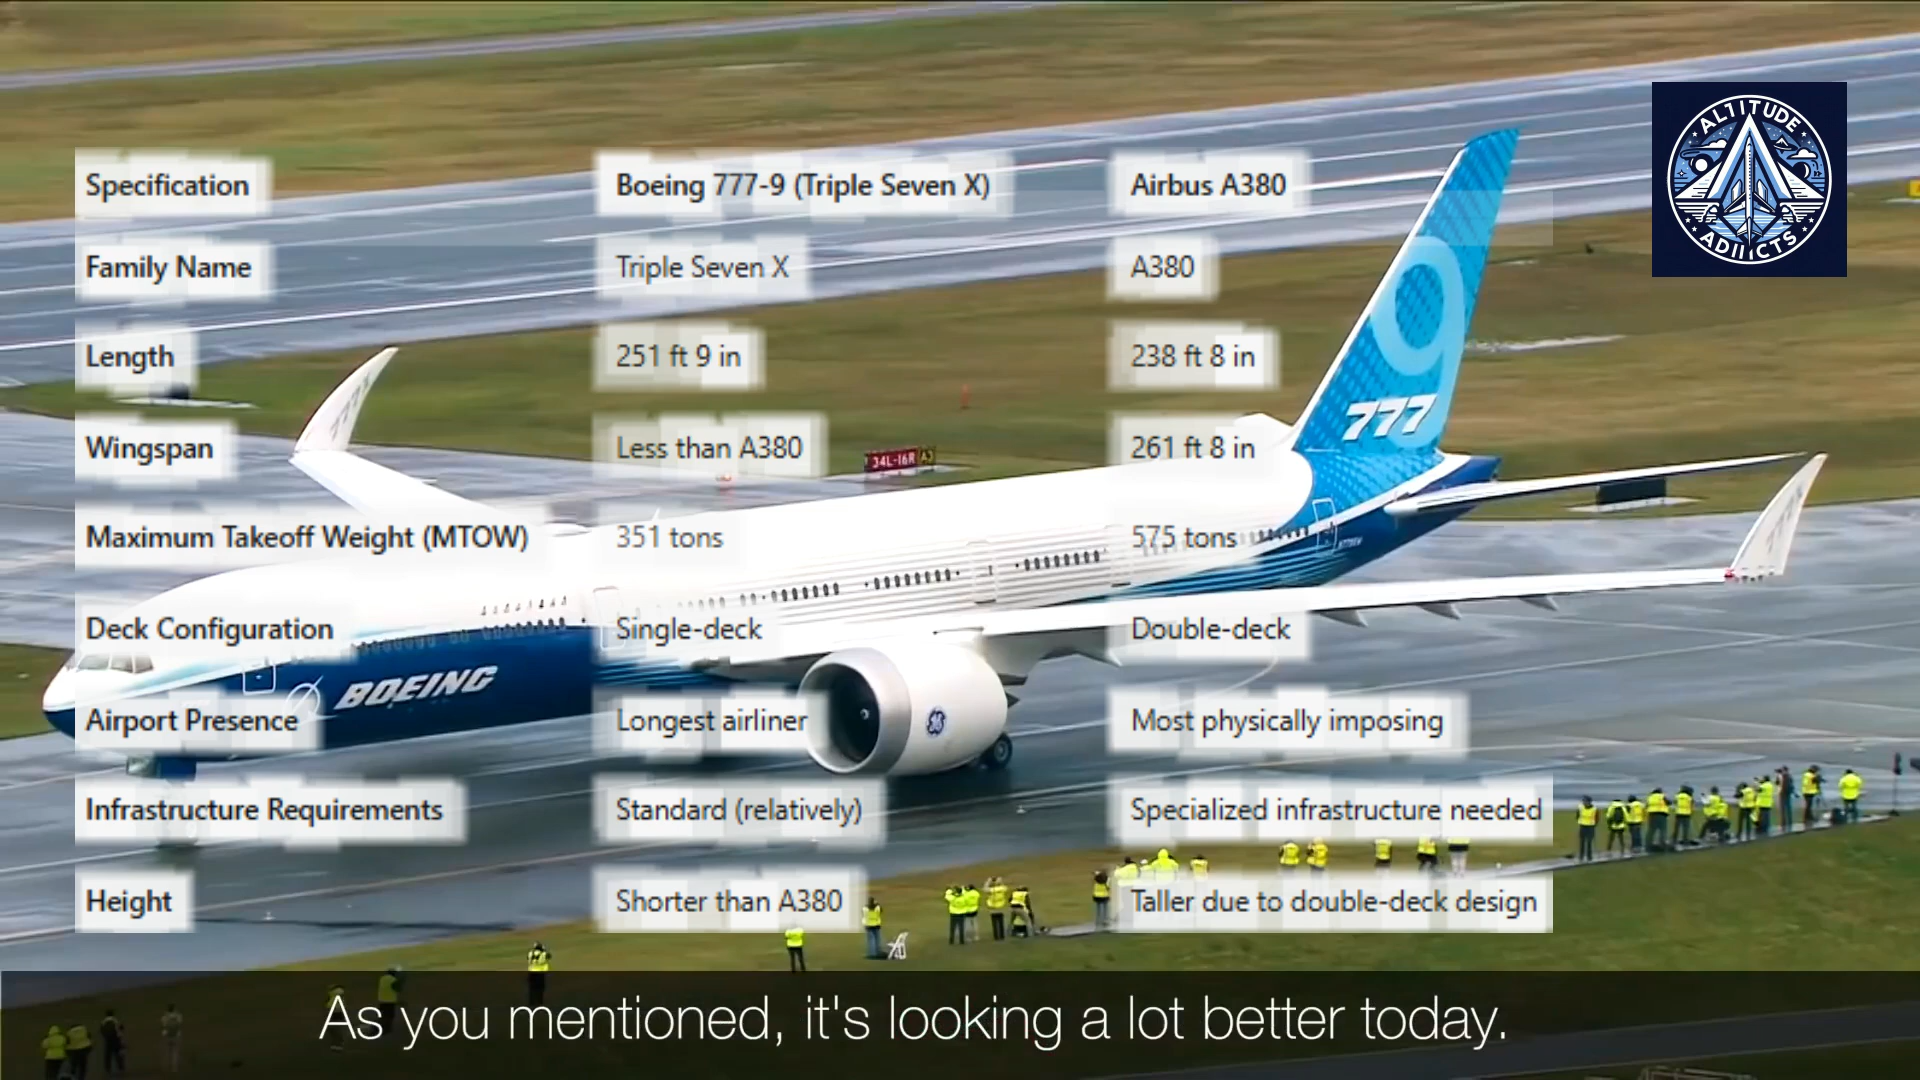 ALTITUDE
ADIICTS
Specification Boeing 777-9 (Triple Seven X) Airbus A380
Family Name Triple Seven X A380
Length 251 ft 9 in 238 ft 8 in
Wingspan Less than A380 261 ft 8 in
Maximum Takeoff Weight (MTOW) 351 tons 575 tons
Deck Configuration Single-deck Double-deck
Airport Presence Longest airliner Most physically imposing
Infrastructure Requirements Standard (relatively) Specialized infrastructure needed
Height Shorter than A380 Taller due to double-deck design
9
777
34L-16R A3
BOEING
As you mentioned, it's looking a lot better today.